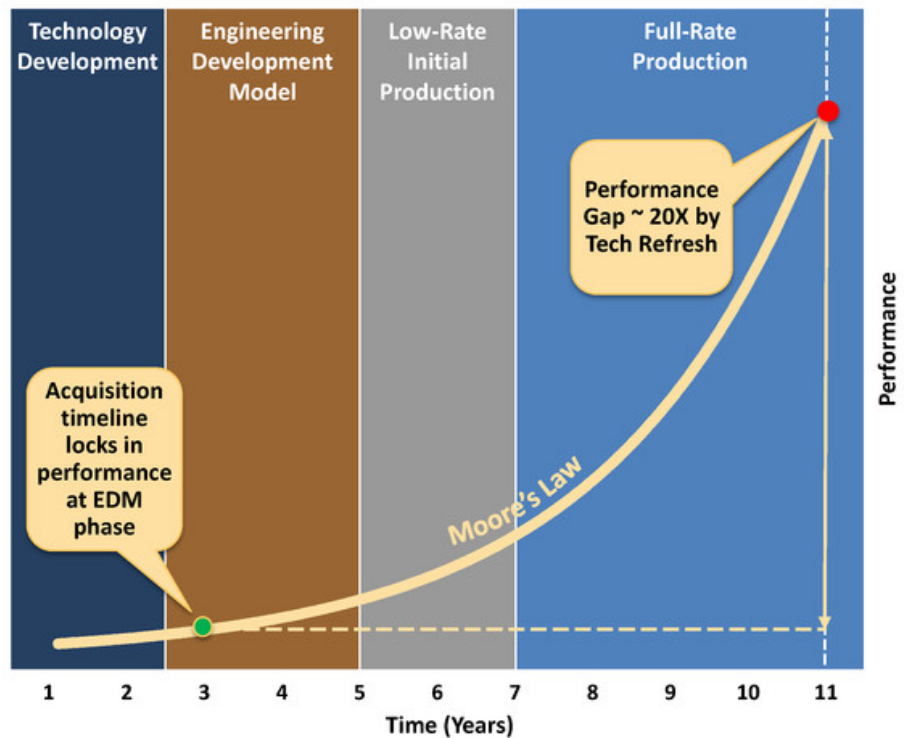 Technology
Development
Engineering
Development
Model
Low-Rate
Initial
Production
Full-Rate
Production
Performance
Gap ~ 20X by
Tech Refresh
Performance
Acquisition
timeline
locks in
performance
at EDM
phase
Moore's Law
1 2 3 4 5 6 7 8 9 10 11
Time (Years)